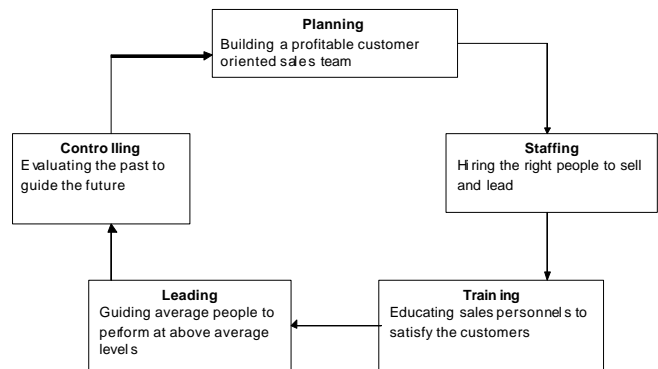 Planning
Building a profitable customer
oriented sales team
Controlling
Evaluating the past to
guide the future
Staffing
Hiring the right people to sell
and lead
Leading
Guiding average people to
perform at above average
levels
Training
Educating sales personnels to
satisfy the customers